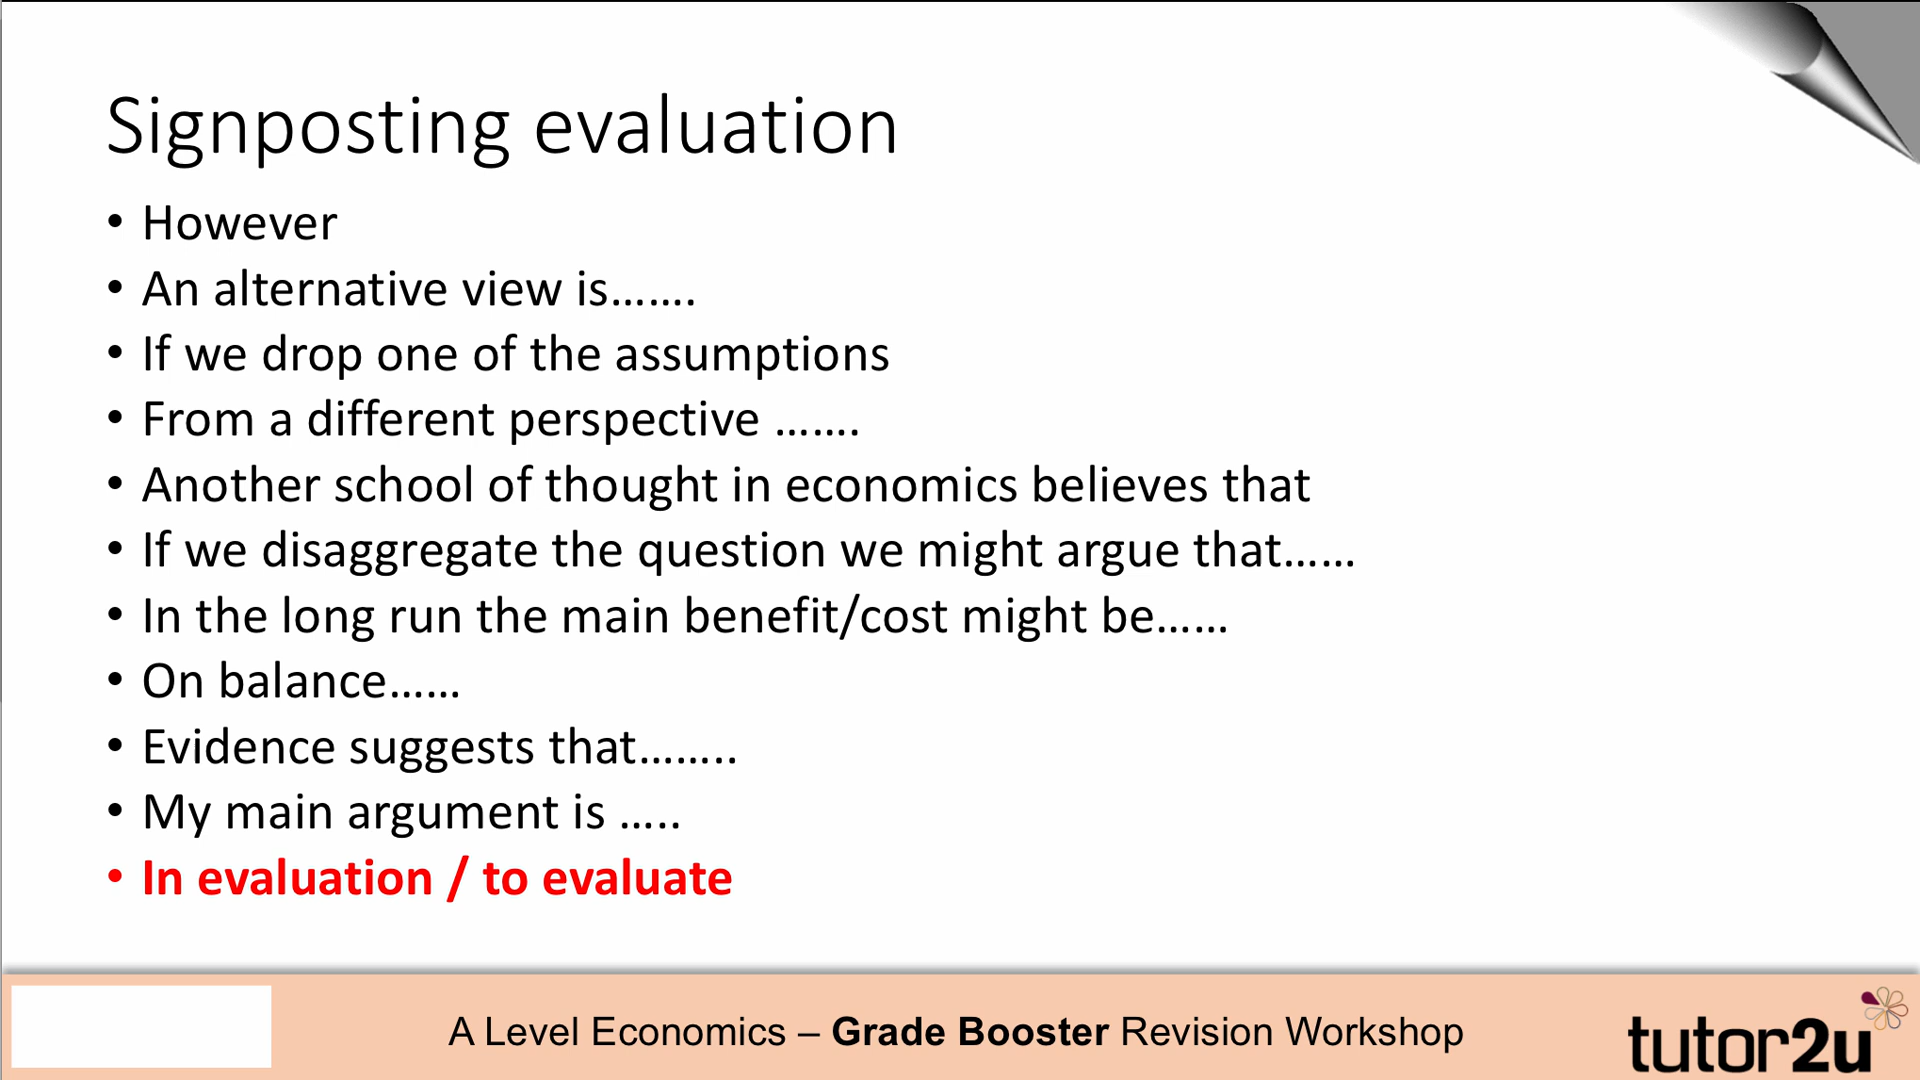 Signposting evaluation
• However
• An alternative view is…….
• If we drop one of the assumptions
• From a different perspective …….
• Another school of thought in economics believes that
• If we disaggregate the question we might argue that……
• In the long run the main benefit/cost might be……
• On balance……
• Evidence suggests that……..
• My main argument is …..
• In evaluation / to evaluate
A Level Economics – Grade Booster Revision Workshop
tutor2u